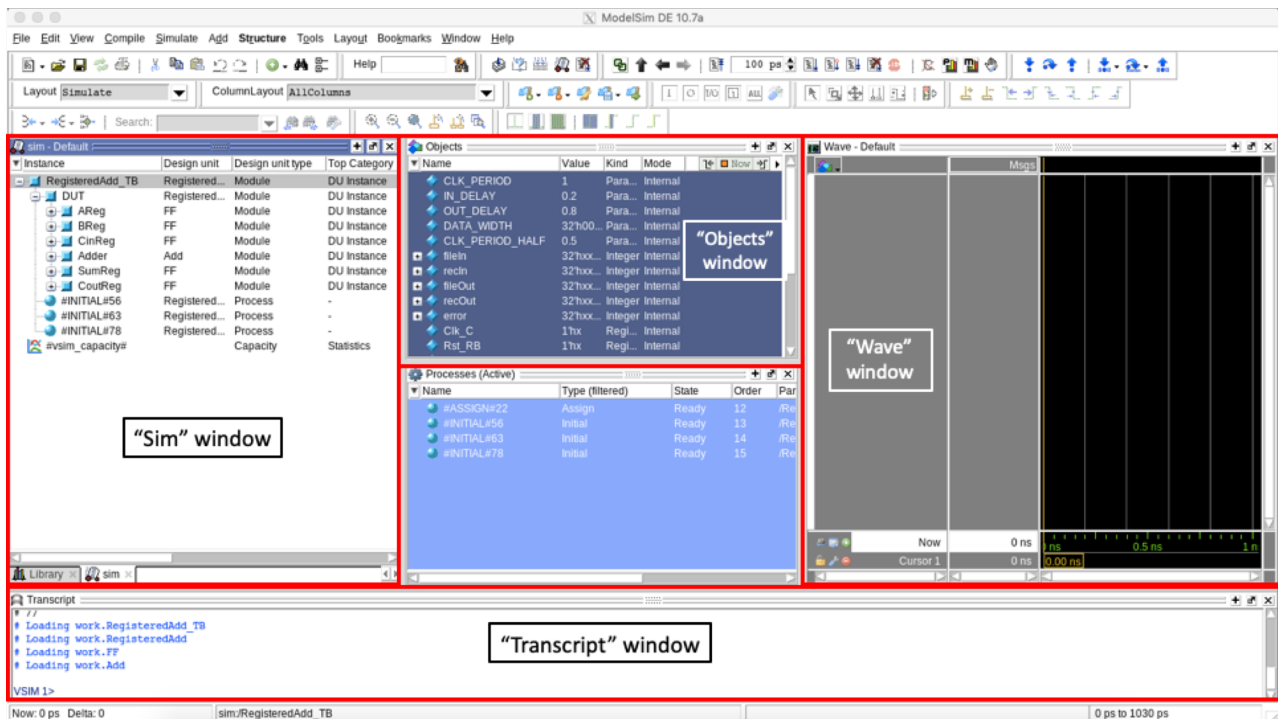 ModelSim DE 10.7a
File Edit View Compile Simulate Add Structure Tools Layout Bookmarks Window Help
Help 100 ps
Layout Simulate ColumnLayout AllColumns
Search:
sim - Default
Instance Design unit Design unit type Top Category
RegisteredAdd_TB Registered... Module DU Instance
DUT Registered... Module DU Instance
AReg FF Module DU Instance
BReg FF Module DU Instance
CinReg FF Module DU Instance
Adder Add Module DU Instance
SumReg FF Module DU Instance
CoutReg FF Module DU Instance
#INITIAL#56 Registered... Process -
#INITIAL#63 Registered... Process -
#INITIAL#78 Registered... Process -
#vsim_capacity# Capacity Statistics
"Sim" window
Library sim
Objects
Name Value Kind Mode Now
CLK_PERIOD 1 Para... Internal
IN_DELAY 0.2 Para... Internal
OUT_DELAY 0.8 Para... Internal
DATA_WIDTH 32'h00... Para... Internal
CLK_PERIOD_HALF 0.5 Para... Internal
fileIn 32'hxx... Integer Internal
recIn 32'hxx... Integer Internal
fileOut 32'hxx... Integer Internal
recOut 32'hxx... Integer Internal
error 32'hxx... Integer Internal
Clk_C 1'hx Regi... Internal
Rst_RB 1'hx Regi... Internal
"Objects"
window
Processes (Active)
Name Type (filtered) State Order Par
#ASSIGN#22 Assign Ready 12 /Re
#INITIAL#56 Initial Ready 13 /Re
#INITIAL#63 Initial Ready 14 /Re
#INITIAL#78 Initial Ready 15 /Re
Wave - Default
Msgs
"Wave"
window
Now 0 ns ns 0.5 ns 1 n
Cursor 1 0 ns 0.00 ns
Transcript
# //
# Loading work.RegisteredAdd_TB
# Loading work.RegisteredAdd
# Loading work.FF
# Loading work.Add
VSIM 1>
"Transcript" window
Now: 0 ps Delta: 0 sim:/RegisteredAdd_TB 0 ps to 1030 ps